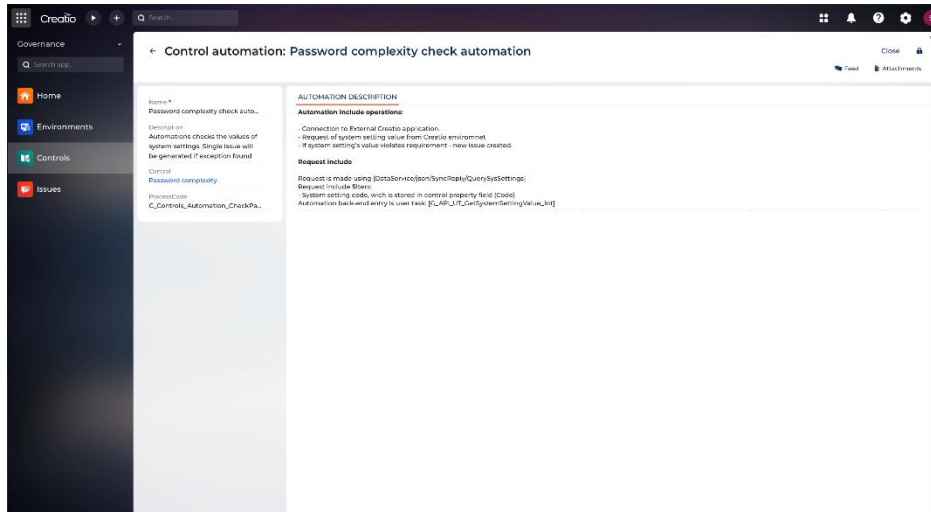 Creatio
Search...
Governance
Search app...
Home
Environments
Controls
Issues
Control automation: Password complexity check automation
Close
Feed
Attachments
Name*
Password complexity check auto...
Description
Automations checks the values of
system settings. Single issue will
be generated if exception found
Control
Password complexity
ProcessCode
G_Controls_Automation_CheckPa...
AUTOMATION DESCRIPTION
Automation include operations:
- Connection to External Creatio application.
- Request of system setting value from Creatio enviromnet
- If system setting's value violates requirement - new issue created.
Request include
Request is made using [DataService/json/SyncReply/QuerySysSettings]
Request include filters:
- System setting code, wich is stored in control property field [Code]
Automation back-end entry is user task: [G_API_UT_GetSystemSettingValue_Int]